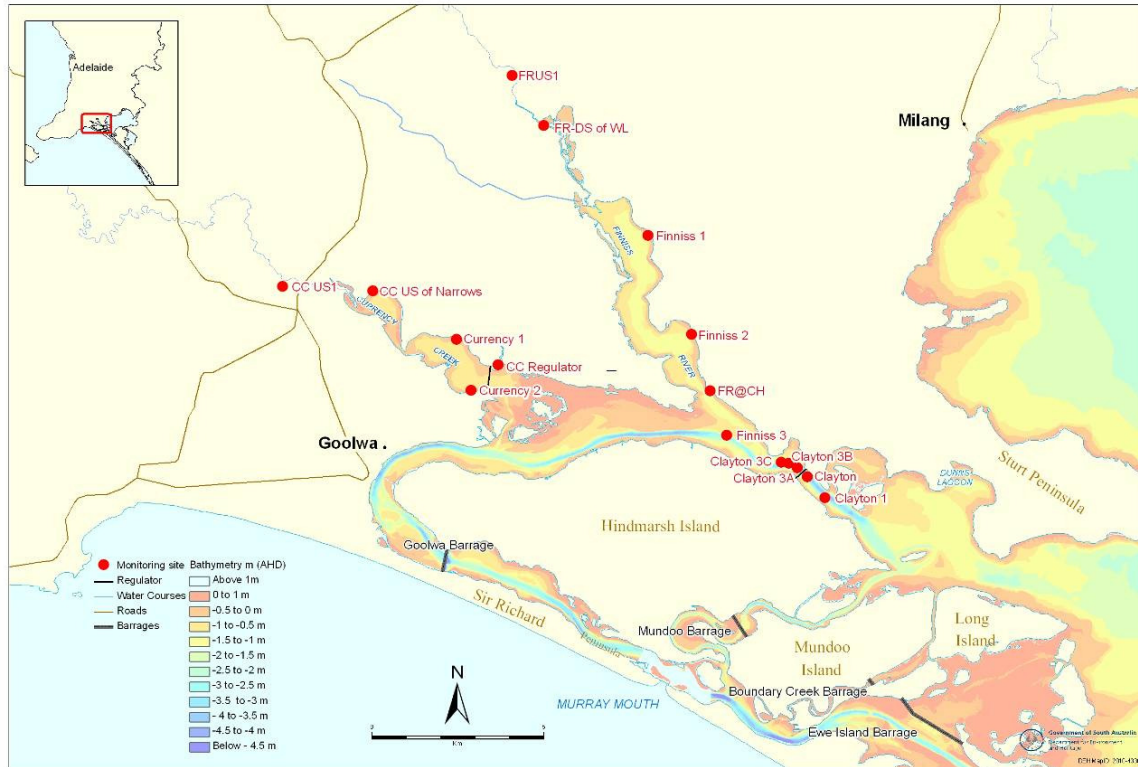 Adelaide
FRUS1
FR-DS of WL
Milang
FINNISS
Finniss 1
CC US1
CC US of Narrows
CURRENCY
Currency 1
Finniss 2
CREEK
CC Regulator
RIVER
Currency 2
FR@CH
Goolwa
Finniss 3
Clayton 3C
Clayton 3B
Clayton 3A
Clayton
Clayton 1
DUNNS
LAGOON
Sturt Peninsula
Hindmarsh Island
Goolwa Barrage
Sir Richard
Peninsula
Mundoo Barrage
Mundoo
Island
Long
Island
Boundary Creek Barrage
Ewe Island Barrage
MURRAY MOUTH
N
Km
Monitoring site
Regulator
Water Courses
Roads
Barrages
Bathymetry m (AHD)
Above 1m
0 to 1 m
-0.5 to 0 m
-1 to -0.5 m
-1.5 to -1 m
-2 to -1.5 m
-2.5 to -2 m
-3 to -2.5 m
-3.5 to -3 m
-4 to -3.5 m
-4.5 to -4 m
Below - 4.5 m
Government of South Australia
Department for Environment
and Heritage